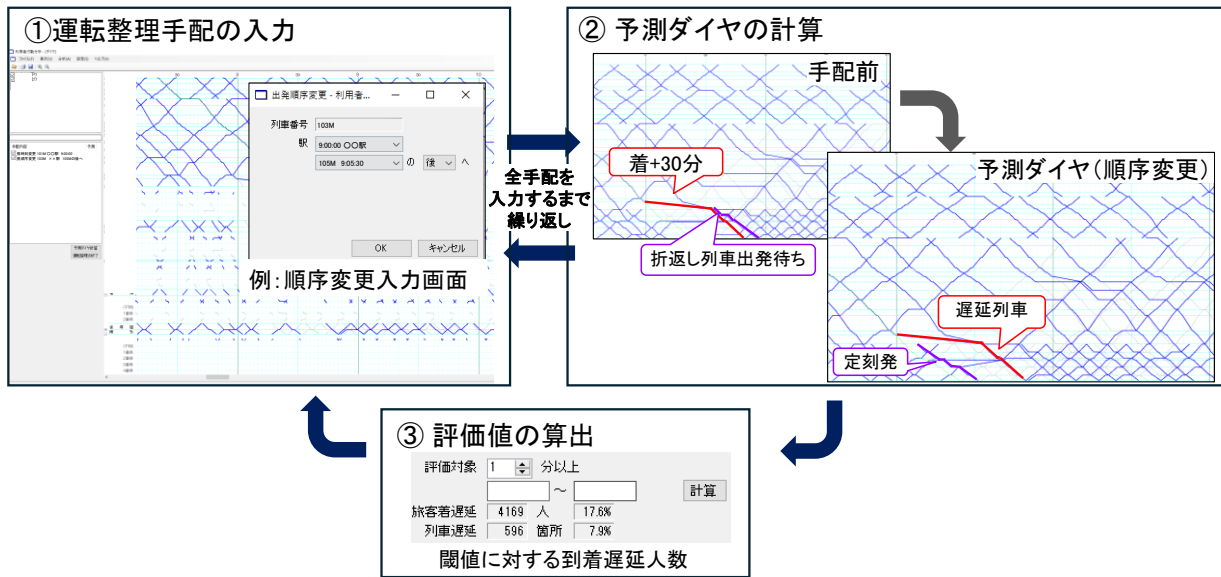 ①運転整理手配の入力
出発順序変更 - 利用者...
列車番号 103M
駅 9:00:00 〇〇駅
105M 9:05:30 の 後 へ
OK キャンセル
例：順序変更入力画面
全手配を
入力するまで
繰り返し
② 予測ダイヤの計算
手配前
着+30分
折返し列車出発待ち
予測ダイヤ（順序変更）
遅延列車
定刻発
③ 評価値の算出
評価対象 1 分以上
～ 計算
旅客着遅延 4169 人 17.6%
列車遅延 596 箇所 7.9%
閾値に対する到着遅延人数